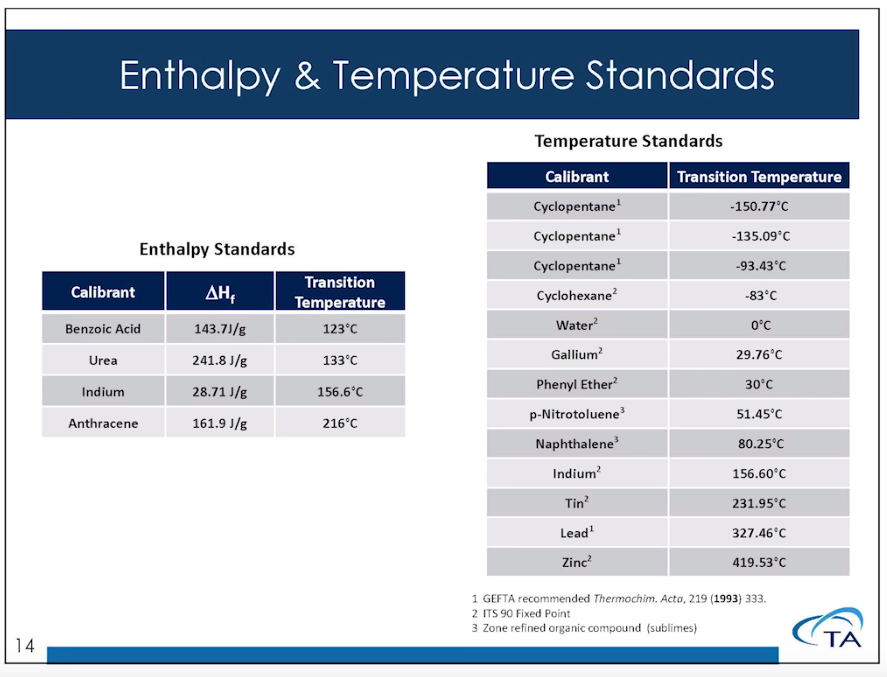 Enthalpy & Temperature Standards
Enthalpy Standards
Calibrant ΔHf Transition Temperature
Benzoic Acid 143.7J/g 123°C
Urea 241.8 J/g 133°C
Indium 28.71 J/g 156.6°C
Anthracene 161.9 J/g 216°C
Temperature Standards
Calibrant Transition Temperature
Cyclopentane¹ -150.77°C
Cyclopentane¹ -135.09°C
Cyclopentane¹ -93.43°C
Cyclohexane² -83°C
Water² 0°C
Gallium² 29.76°C
Phenyl Ether² 30°C
p-Nitrotoluene³ 51.45°C
Naphthalene³ 80.25°C
Indium² 156.60°C
Tin² 231.95°C
Lead¹ 327.46°C
Zinc² 419.53°C
1 GEFTA recommended Thermochim. Acta, 219 (1993) 333.
2 ITS 90 Fixed Point
3 Zone refined organic compound (sublimes)
14
TA